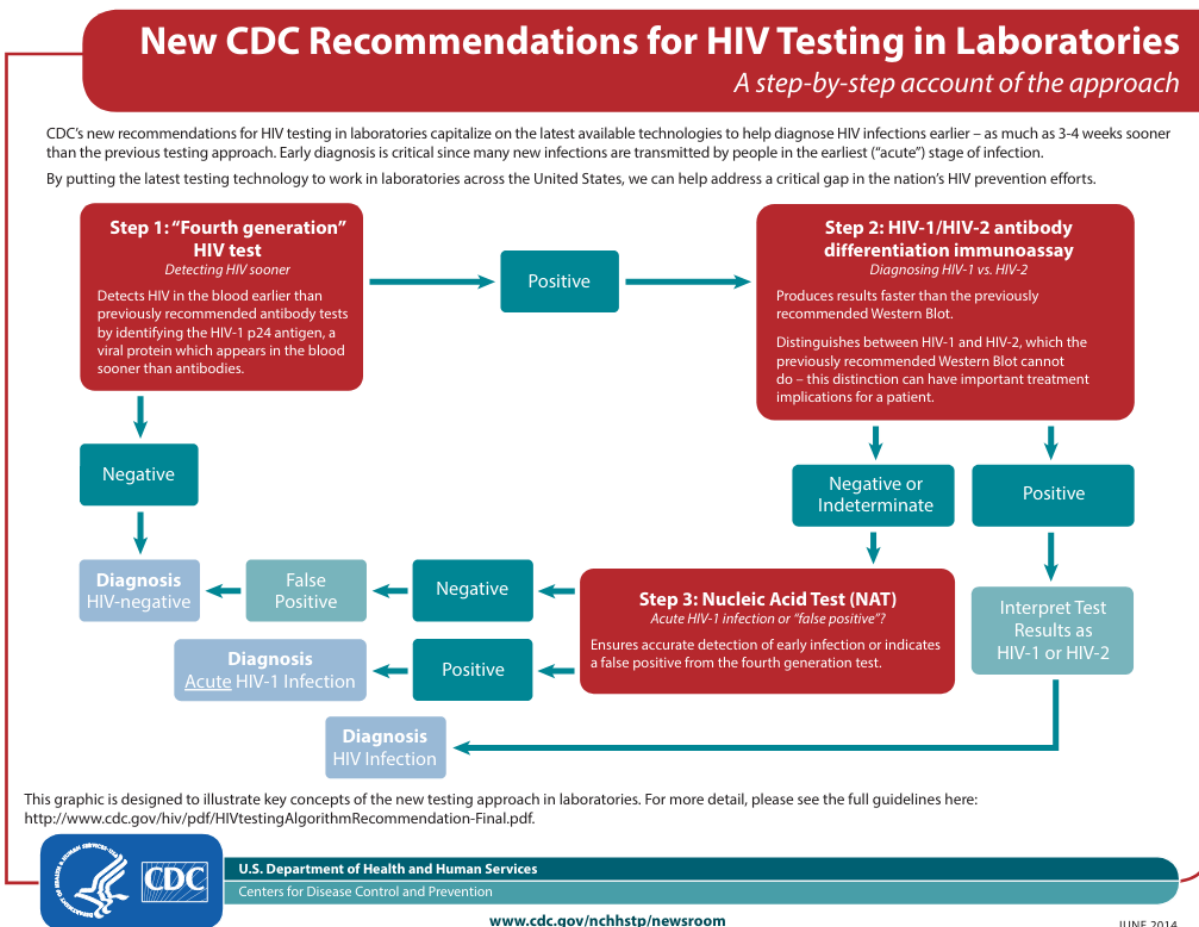 New CDC Recommendations for HIV Testing in Laboratories
A step-by-step account of the approach
CDC's new recommendations for HIV testing in laboratories capitalize on the latest available technologies to help diagnose HIV infections earlier – as much as 3-4 weeks sooner
than the previous testing approach. Early diagnosis is critical since many new infections are transmitted by people in the earliest ("acute") stage of infection.
By putting the latest testing technology to work in laboratories across the United States, we can help address a critical gap in the nation's HIV prevention efforts.
Step 1: "Fourth generation"
HIV test
Detecting HIV sooner
Detects HIV in the blood earlier than
previously recommended antibody tests
by identifying the HIV-1 p24 antigen, a
viral protein which appears in the blood
sooner than antibodies.
Positive
Step 2: HIV-1/HIV-2 antibody
differentiation immunoassay
Diagnosing HIV-1 vs. HIV-2
Produces results faster than the previously
recommended Western Blot.
Distinguishes between HIV-1 and HIV-2, which the
previously recommended Western Blot cannot
do – this distinction can have important treatment
implications for a patient.
Negative
Negative or
Indeterminate
Positive
Diagnosis
HIV-negative
False
Positive
Negative
Step 3: Nucleic Acid Test (NAT)
Acute HIV-1 infection or "false positive"?
Ensures accurate detection of early infection or indicates
a false positive from the fourth generation test.
Interpret Test
Results as
HIV-1 or HIV-2
Diagnosis
Acute HIV-1 Infection
Positive
Diagnosis
HIV Infection
This graphic is designed to illustrate key concepts of the new testing approach in laboratories. For more detail, please see the full guidelines here:
http://www.cdc.gov/hiv/pdf/HIVtestingAlgorithmRecommendation-Final.pdf.
CDC
U.S. Department of Health and Human Services
Centers for Disease Control and Prevention
www.cdc.gov/nchhstp/newsroom
JUNE 2014